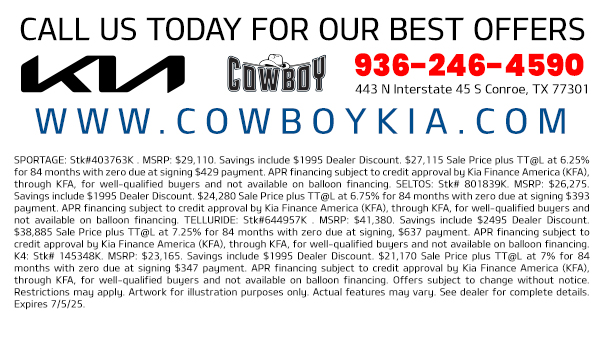 CALL US TODAY FOR OUR BEST OFFERS
KIA COWBOY 936-246-4590
443 N Interstate 45 S Conroe, TX 77301
WWW.COWBOYKIA.COM
SPORTAGE: Stk#403763K . MSRP: $29,110. Savings include $1995 Dealer Discount. $27,115 Sale Price plus TT@L at 6.25%
for 84 months with zero due at signing $429 payment. APR financing subject to credit approval by Kia Finance America (KFA),
through KFA, for well-qualified buyers and not available on balloon financing. SELTOS: Stk# 801839K. MSRP: $26,275.
Savings include $1995 Dealer Discount. $24,280 Sale Price plus TT@L at 6.75% for 84 months with zero due at signing $393
payment. APR financing subject to credit approval by Kia Finance America (KFA), through KFA, for well-qualified buyers and
not available on balloon financing. TELLURIDE: Stk#644957K . MSRP: $41,380. Savings include $2495 Dealer Discount.
$38,885 Sale Price plus TT@L at 7.25% for 84 months with zero due at signing, $637 payment. APR financing subject to
credit approval by Kia Finance America (KFA), through KFA, for well-qualified buyers and not available on balloon financing.
K4: Stk# 145348K. MSRP: $23,165. Savings include $1995 Dealer Discount. $21,170 Sale Price plus TT@L at 7% for 84
months with zero due at signing $347 payment. APR financing subject to credit approval by Kia Finance America (KFA),
through KFA, for well-qualified buyers and not available on balloon financing. Offers subject to change without notice.
Restrictions may apply. Artwork for illustration purposes only. Actual features may vary. See dealer for complete details.
Expires 7/5/25.